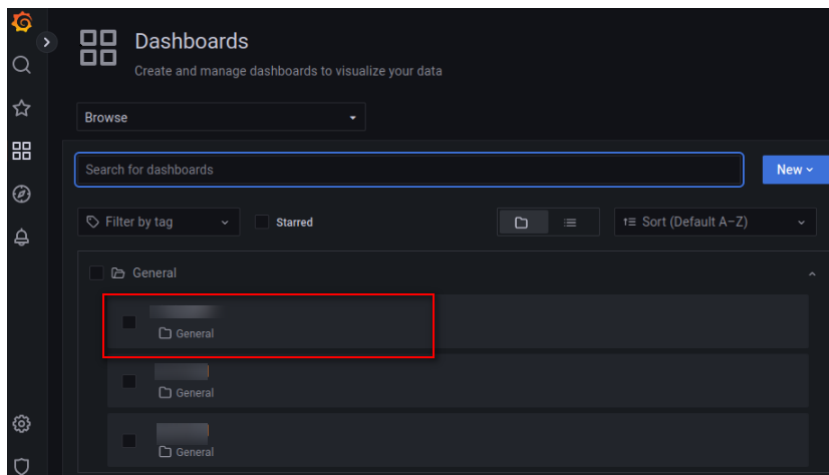 Dashboards
Create and manage dashboards to visualize your data
Browse
Search for dashboards
New
Filter by tag
Starred
Sort (Default A–Z)
General
General
General
General